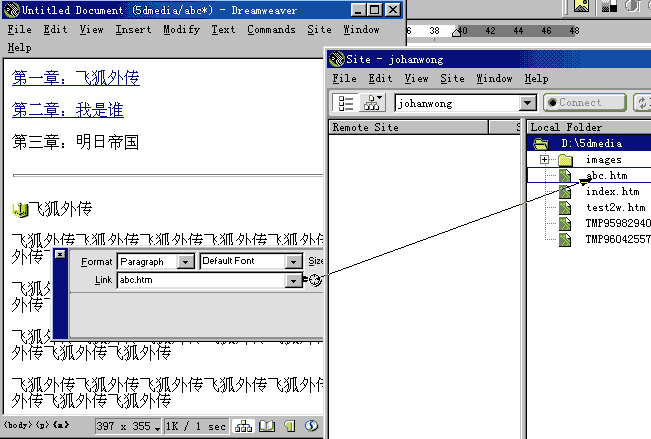 Untitled Document (5dmedia/abc*) - Dreamweaver
File Edit View Insert Modify Text Commands Site Window
Help
第一章：飞狐外传
第二章：我是谁
第三章：明日帝国
飞狐外传
飞狐外传飞狐外传飞狐外传飞狐外传飞狐外传
外传
飞
外传
飞狐外传飞狐外传飞狐外传飞狐外传飞狐外传
飞狐外传飞狐外传飞狐外传
飞狐外传飞狐外传飞狐外传飞狐外传飞狐外传
外传飞狐外传飞狐外传飞狐外传
Format Paragraph Default Font Size
Link abc.htm
<body> <p> <a>
397 x 355 1K / 1 sec
36 38 40 42 44 46 48
Site - johanwong
File Edit View Site Window Help
johanwong Connect
Remote Site S
Local Folder
D:\5dmedia
images
abc.htm
index.htm
test2w.htm
TMP95982940
TMP96042557